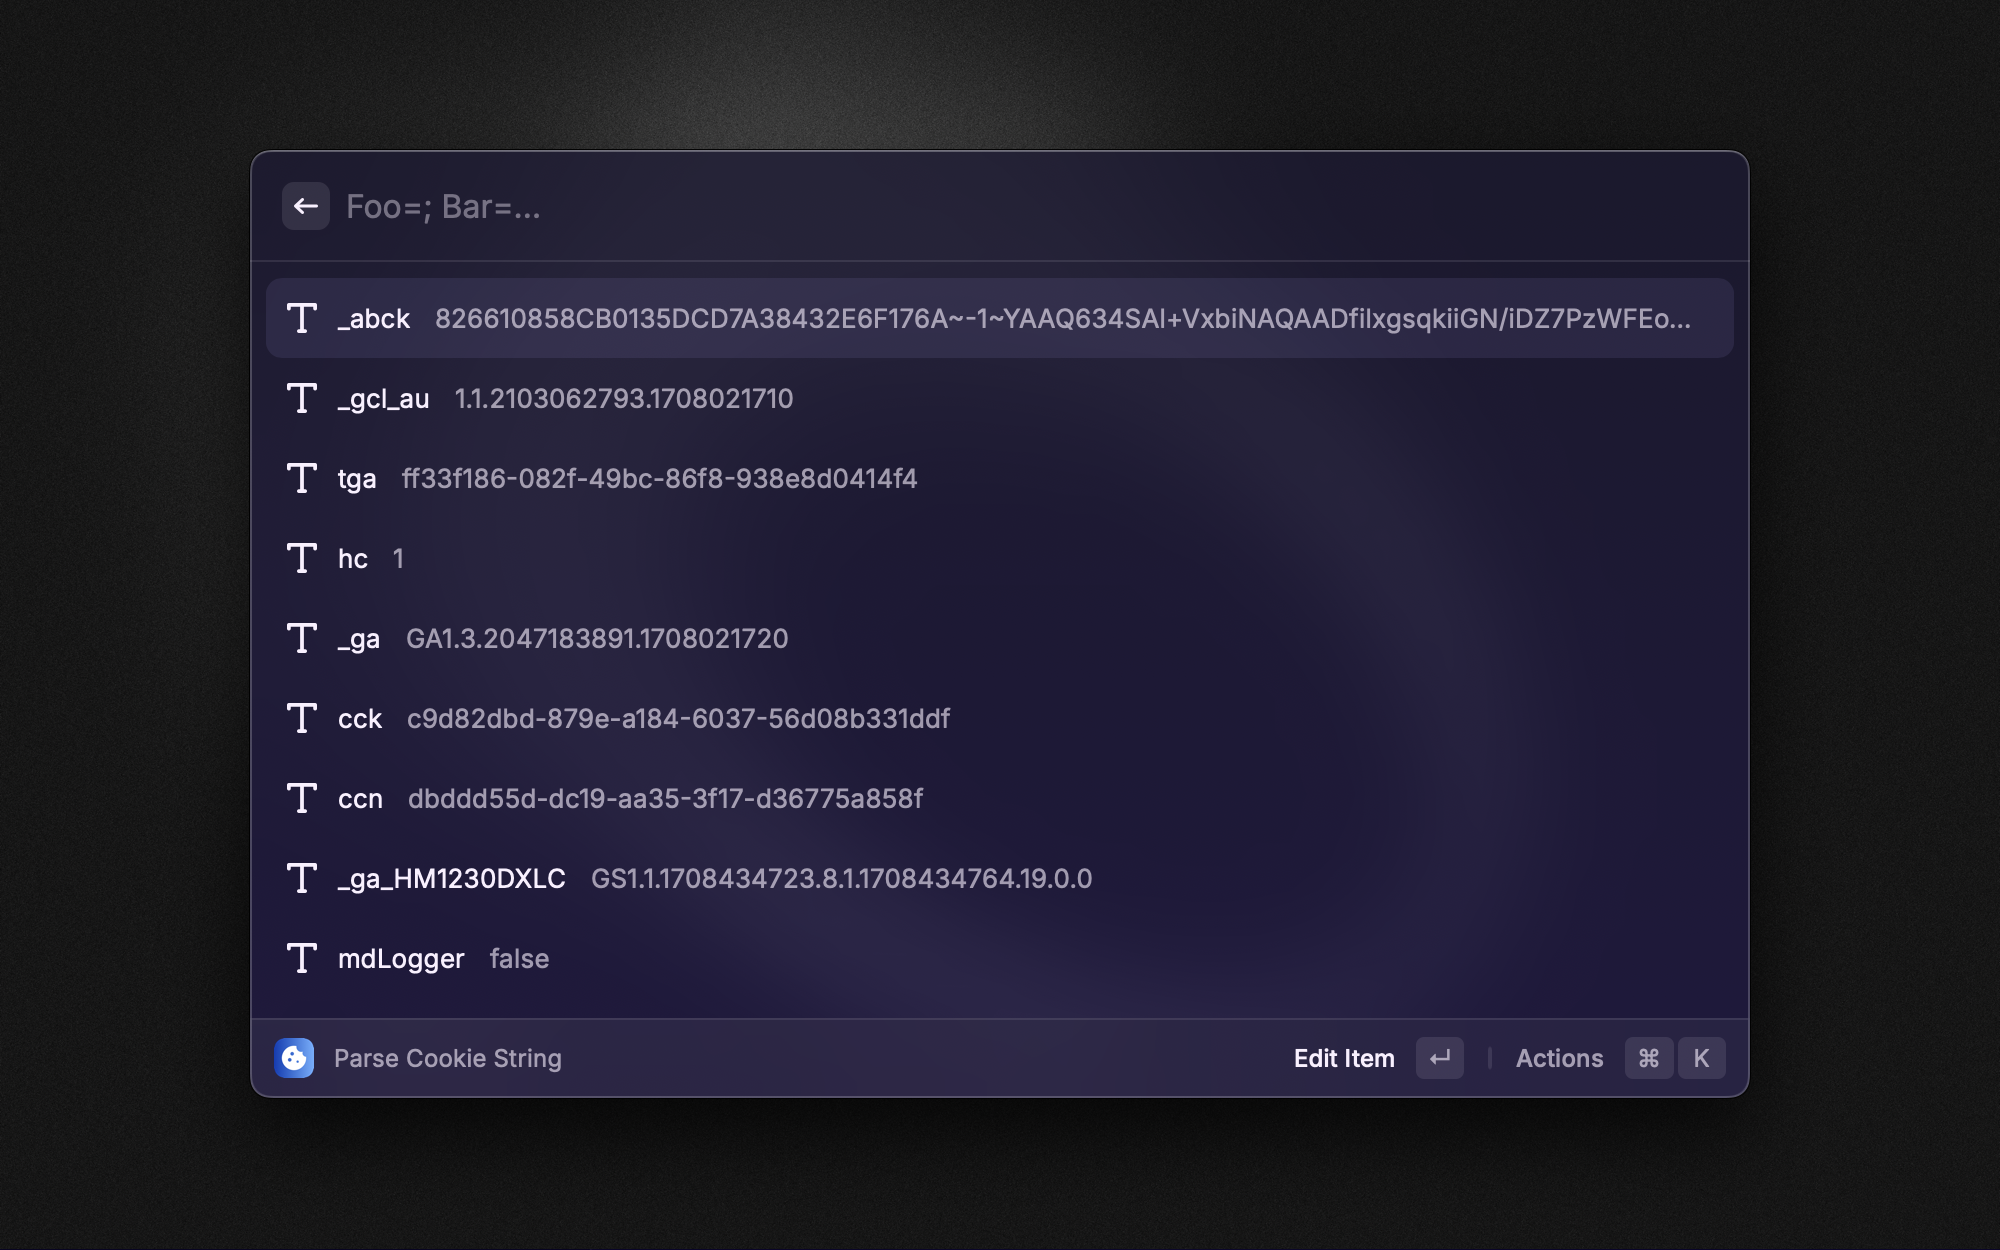 Foo=; Bar=...
_abck 826610858CB0135DCD7A38432E6F176A~-1~YAAQ634SAI+VxbiNAQAADfilxgsqkiiGN/iDZ7PzWFEo...
_gcl_au 1.1.2103062793.1708021710
tga ff33f186-082f-49bc-86f8-938e8d0414f4
hc 1
_ga GA1.3.2047183891.1708021720
cck c9d82dbd-879e-a184-6037-56d08b331ddf
ccn dbddd55d-dc19-aa35-3f17-d36775a858f
_ga_HM1230DXLC GS1.1.1708434723.8.1.1708434764.19.0.0
mdLogger false
Parse Cookie String Edit Item Actions ⌘ K